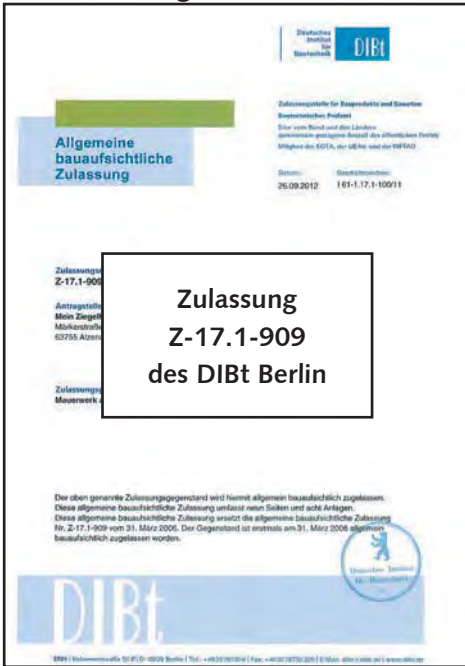 Deutsches
Institut
für
Bautechnik
DIBt
Zulassungsstelle für Bauprodukte und Bauarten
Bautechnisches Prüfamt
Eine vom Bund und den Ländern
gemeinsam getragene Anstalt des öffentlichen Rechts
Mitglied der EOTA, der UEAtc und der WFTAO
Allgemeine
bauaufsichtliche
Zulassung
Datum:
26.09.2012
Geschäftszeichen:
I 61-1.17.1-100/11
Z-17.1-909
Mein
63755
Mauerwerk
Zulassung
Z-17.1-909
des DIBt Berlin
Der oben genannte Zulassungsgegenstand wird hiermit allgemein bauaufsichtlich zugelassen.
Diese allgemeine bauaufsichtliche Zulassung umfasst neun Seiten und acht Anlagen.
Diese allgemeine bauaufsichtliche Zulassung ersetzt die allgemeine bauaufsichtliche Zulassung
Nr. Z-17.1-909 vom 31. März 2006. Der Gegenstand ist erstmals am 31. März 2006 allgemein
bauaufsichtlich zugelassen worden.
Deutsches Institut
für Bautechnik
DIBt